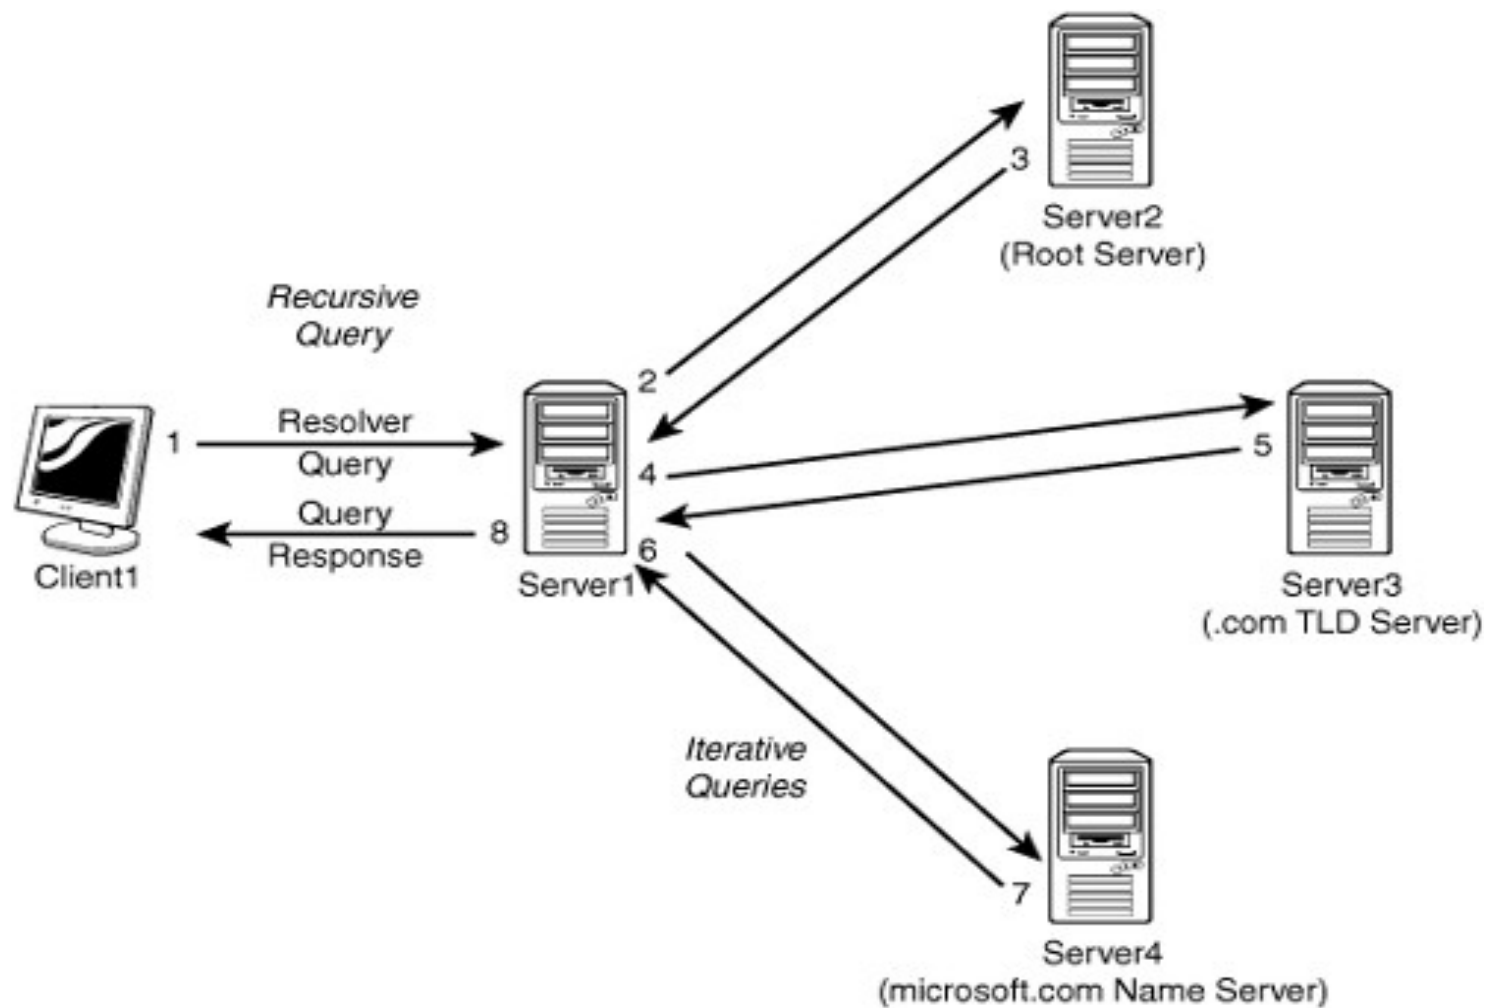 3
Server2
(Root Server)
Recursive
Query
2
1
Resolver
Query
4
5
Query
Response
8
6
Client1
Server1
Server3
(.com TLD Server)
Iterative
Queries
7
Server4
(microsoft.com Name Server)